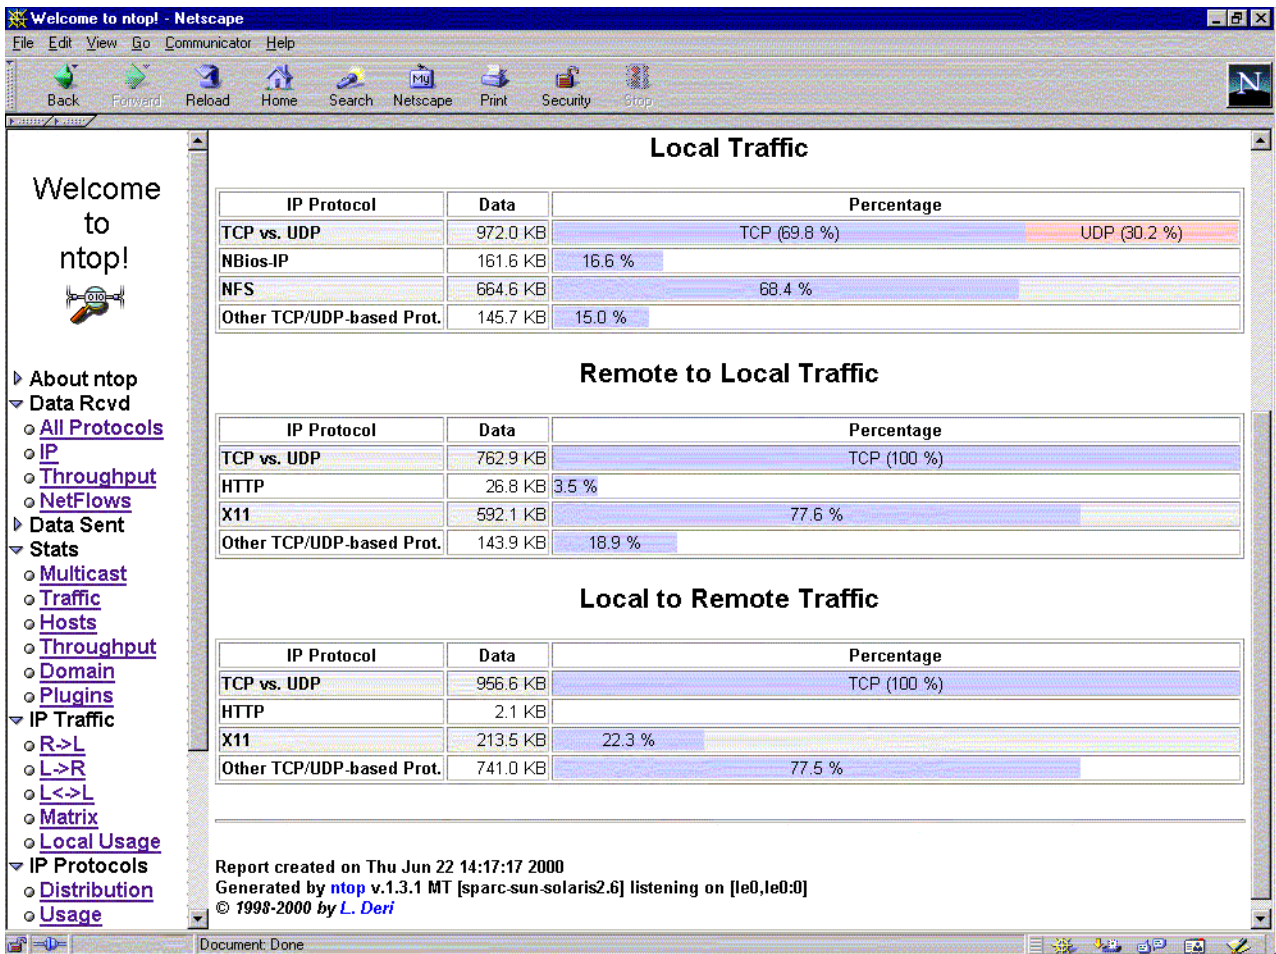 Welcome to ntop! - Netscape
File Edit View Go Communicator Help
Back Forward Reload Home Search Netscape Print Security Stop
My
N
Welcome
to
ntop!
010
About ntop
Data Rcvd
All Protocols
IP
Throughput
NetFlows
Data Sent
Stats
Multicast
Traffic
Hosts
Throughput
Domain
Plugins
IP Traffic
R->L
L->R
L<->L
Matrix
Local Usage
IP Protocols
Distribution
Usage
Local Traffic
IP Protocol Data Percentage
TCP vs. UDP 972.0 KB TCP (69.8 %) UDP (30.2 %)
NBios-IP 161.6 KB 16.6 %
NFS 664.6 KB 68.4 %
Other TCP/UDP-based Prot. 145.7 KB 15.0 %
Remote to Local Traffic
IP Protocol Data Percentage
TCP vs. UDP 762.9 KB TCP (100 %)
HTTP 26.8 KB 3.5 %
X11 592.1 KB 77.6 %
Other TCP/UDP-based Prot. 143.9 KB 18.9 %
Local to Remote Traffic
IP Protocol Data Percentage
TCP vs. UDP 956.6 KB TCP (100 %)
HTTP 2.1 KB
X11 213.5 KB 22.3 %
Other TCP/UDP-based Prot. 741.0 KB 77.5 %
Report created on Thu Jun 22 14:17:17 2000
Generated by ntop v.1.3.1 MT [sparc-sun-solaris2.6] listening on [le0,le0:0]
© 1998-2000 by L. Deri
Document: Done